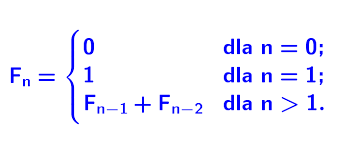 0 dla n = 0;
Fₙ = { 1 dla n = 1;
Fₙ₋₁ + Fₙ₋₂ dla n > 1.